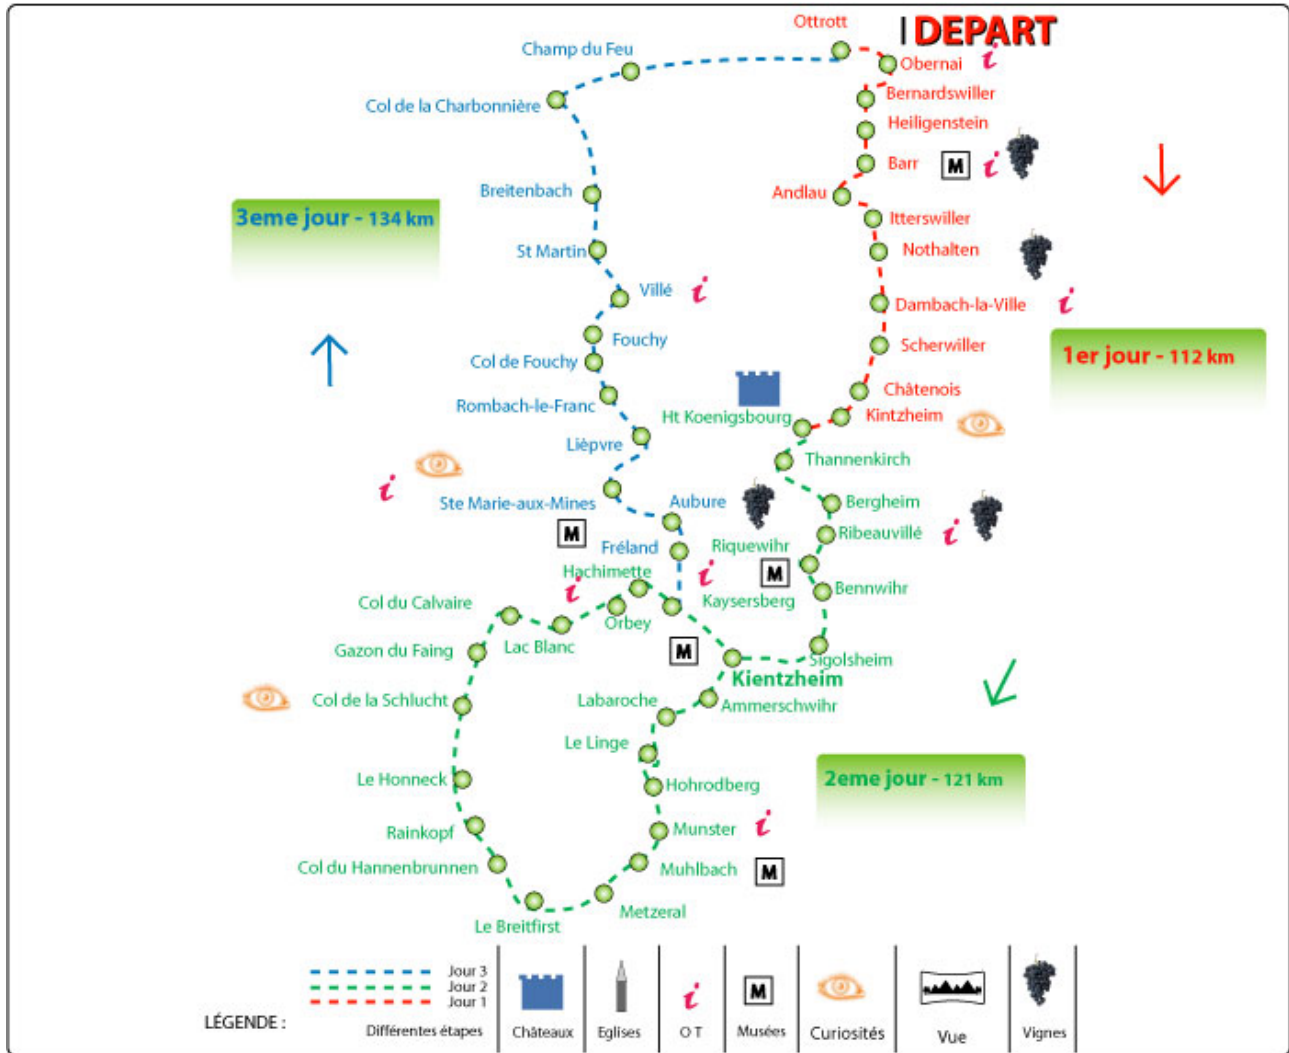 Ottrott
DEPART
Obernai
Champ du Feu
Col de la Charbonnière
Bernardswiller
Heiligenstein
Barr
M
Andlau
Breitenbach
Itterswiller
3eme jour - 134 km
St Martin
Nothalten
Villé
Dambach-la-Ville
Fouchy
Scherwiller
1er jour - 112 km
Col de Fouchy
Châtenois
Rombach-le-Franc
Ht Koenigsbourg
Kintzheim
Lièpvre
Thannenkirch
Ste Marie-aux-Mines
Aubure
Bergheim
M
Ribeauvillé
Fréland
Riquewihr
Hachimette
M
Bennwihr
Col du Calvaire
Kaysersberg
Orbey
Lac Blanc
Gazon du Faing
M
Sigolsheim
Kientzheim
Col de la Schlucht
Labaroche
Ammerschwihr
Le Linge
Le Honneck
Hohrodberg
2eme jour - 121 km
Rainkopf
Munster
Col du Hannenbrunnen
Muhlbach
M
Metzeral
Le Breitfirst
Jour 3
Jour 2
Jour 1
M
LÉGENDE :
Différentes étapes
Châteaux
Eglises
O T
Musées
Curiosités
Vue
Vignes